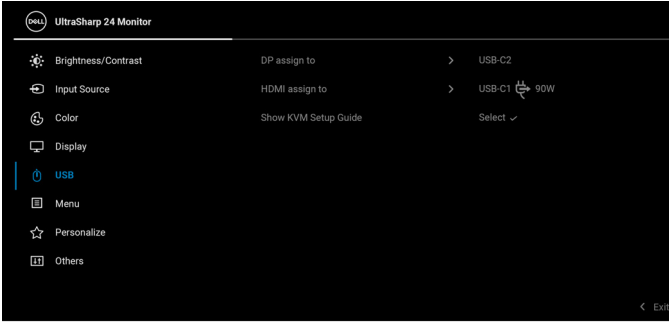 DELL UltraSharp 24 Monitor
Brightness/Contrast DP assign to USB-C2
Input Source HDMI assign to USB-C1 90W
Color Show KVM Setup Guide Select
Display
USB
Menu
Personalize
Others
Exit